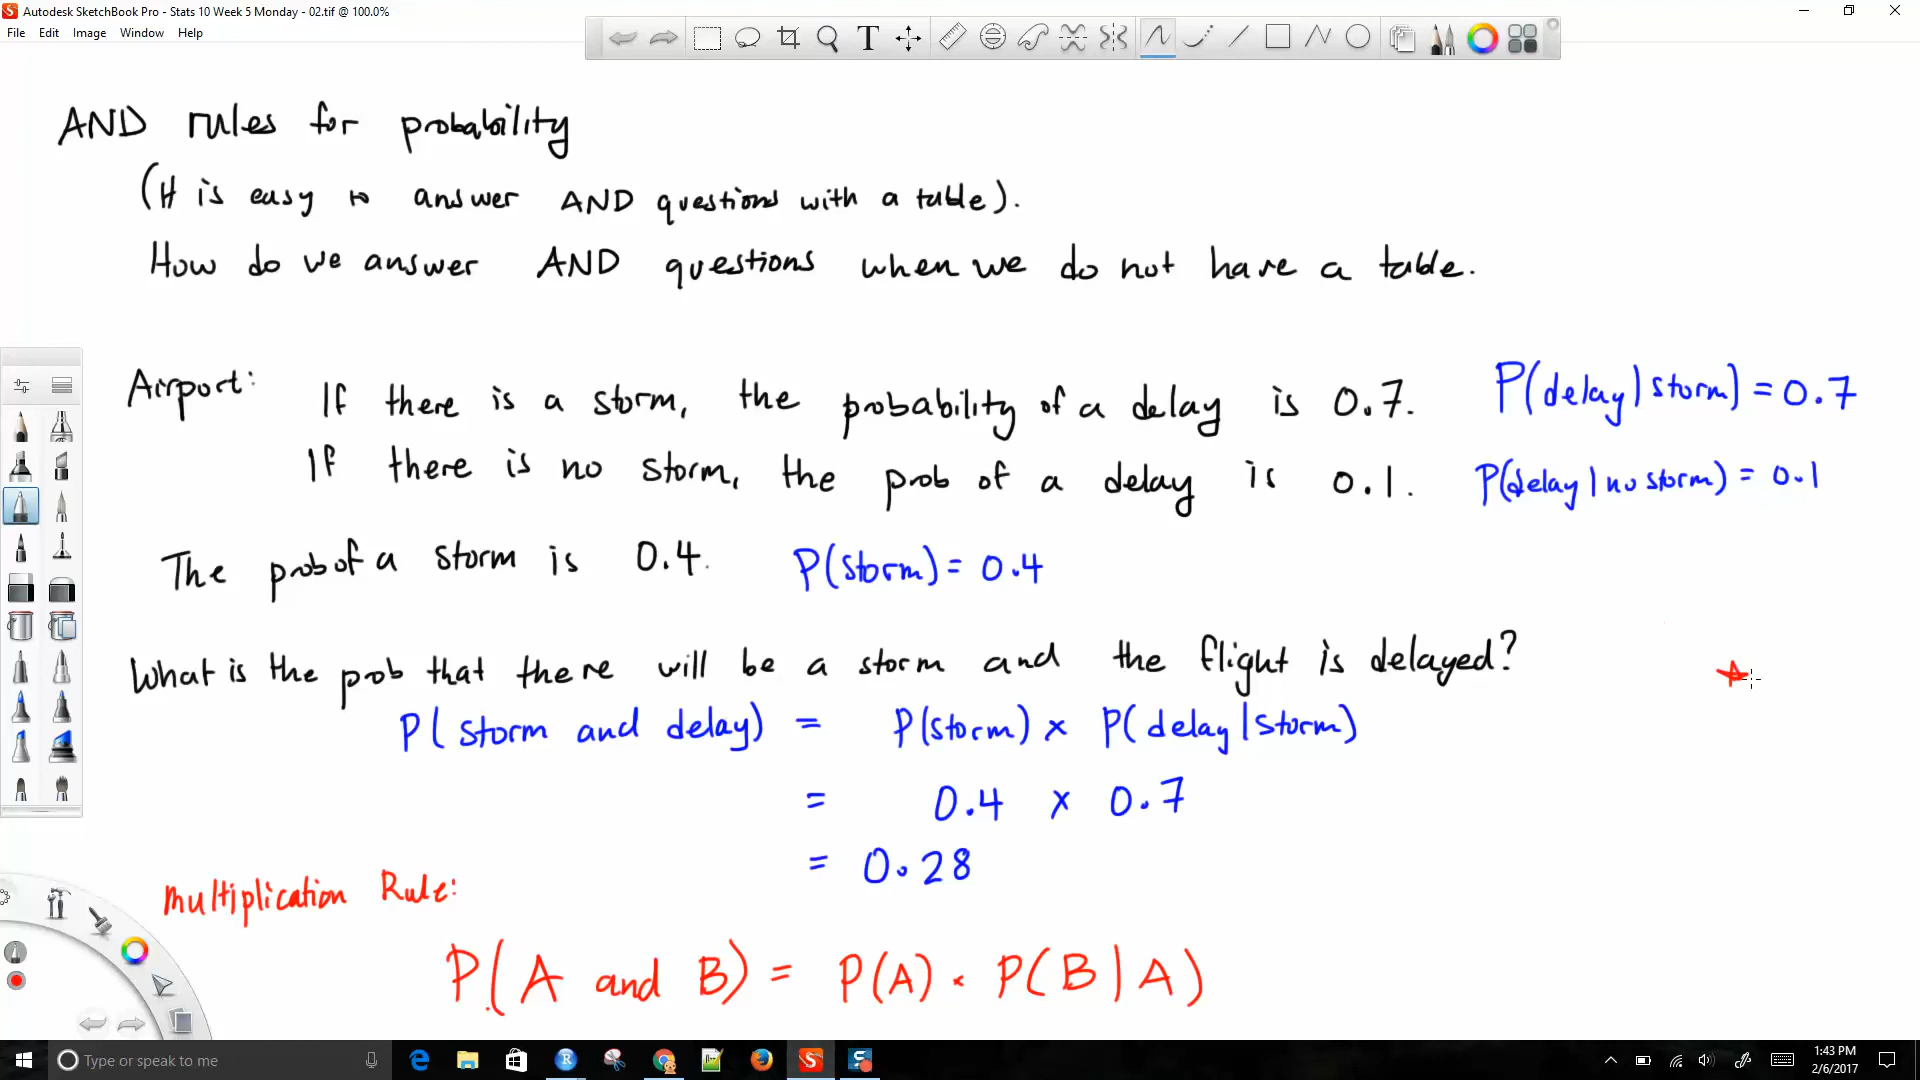 Autodesk SketchBook Pro - Stats 10 Week 5 Monday - 02.tif @ 100.0%
File Edit Image Window Help
AND rules for probability
(It is easy to answer AND questions with a table).
How do we answer AND questions when we do not have a table.
Airport: If there is a storm, the probability of a delay is 0.7. P(delay | storm) = 0.7
If there is no storm, the prob of a delay is 0.1. P(delay | no storm) = 0.1
The prob of a storm is 0.4. P(storm) = 0.4
What is the prob that there will be a storm and the flight is delayed?
P( storm and delay) = P(storm) x P( delay | storm)
= 0.4 x 0.7
= 0.28
Multiplication Rule:
P( A and B) = P(A) · P( B | A )
Type or speak to me
1:43 PM
2/6/2017